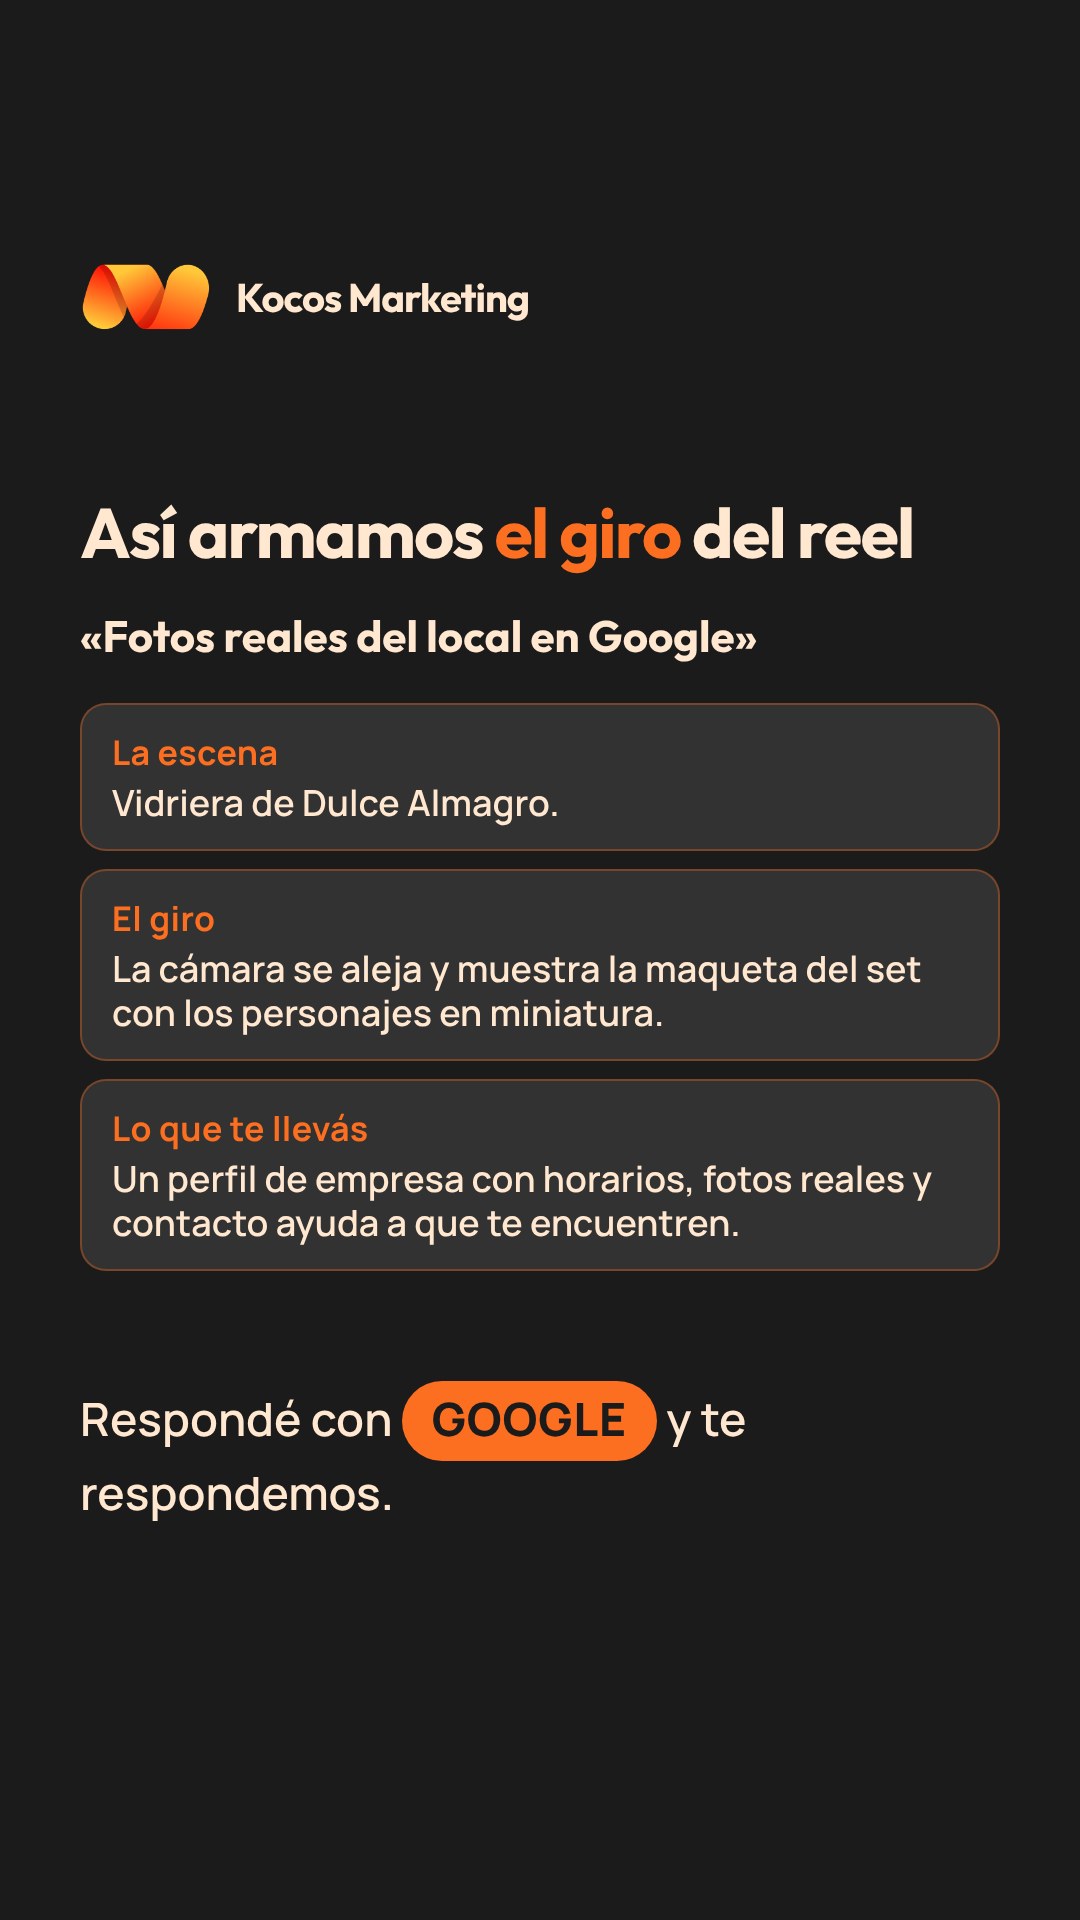 Kocos Marketing
Así armamos el giro del reel
«Fotos reales del local en Google»
La escena
Vidriera de Dulce Almagro.
El giro
La cámara se aleja y muestra la maqueta del set
con los personajes en miniatura.
Lo que te llevás
Un perfil de empresa con horarios, fotos reales y
contacto ayuda a que te encuentren.
Respondé con GOOGLE y te
respondemos.